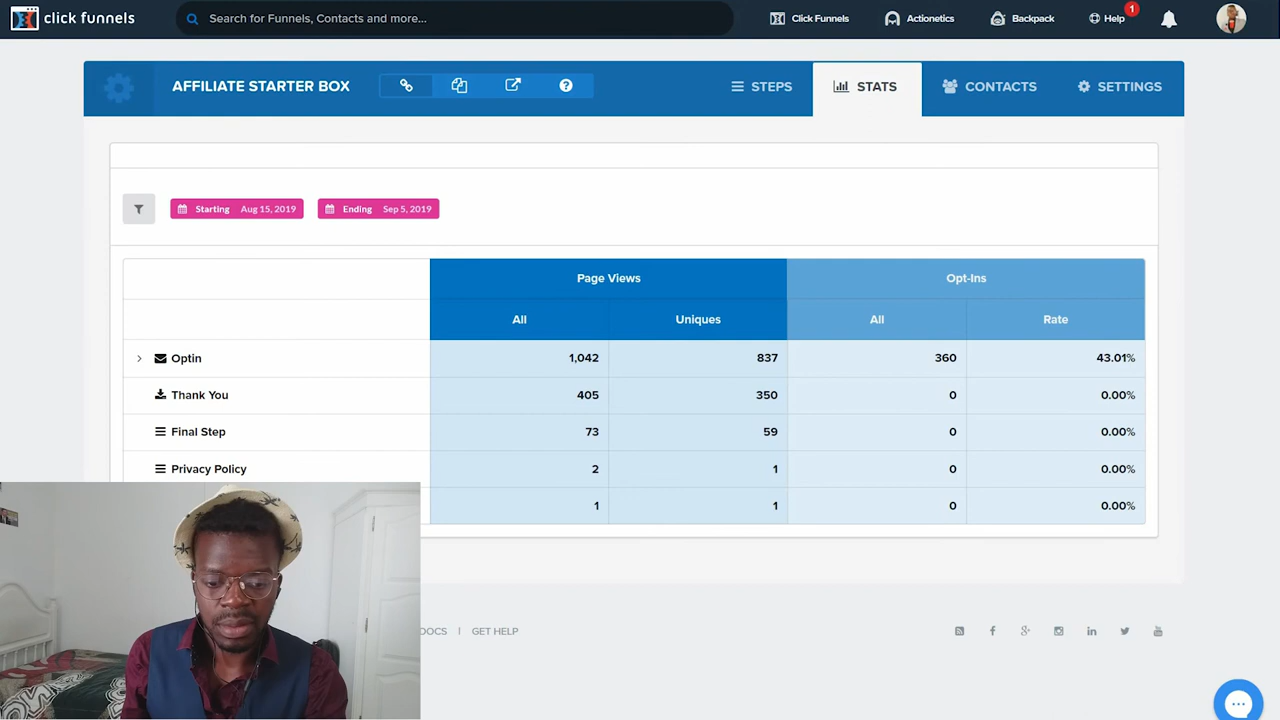 click funnels
Search for Funnels, Contacts and more...
Click Funnels
Actionetics
Backpack
Help
1
AFFILIATE STARTER BOX
STEPS
STATS
CONTACTS
SETTINGS
Starting Aug 15, 2019
Ending Sep 5, 2019
Page Views
Opt-Ins
All
Uniques
All
Rate
Optin 1,042 837 360 43.01%
Thank You 405 350 0 0.00%
Final Step 73 59 0 0.00%
Privacy Policy 2 1 0 0.00%
1 1 0 0.00%
DOCS | GET HELP